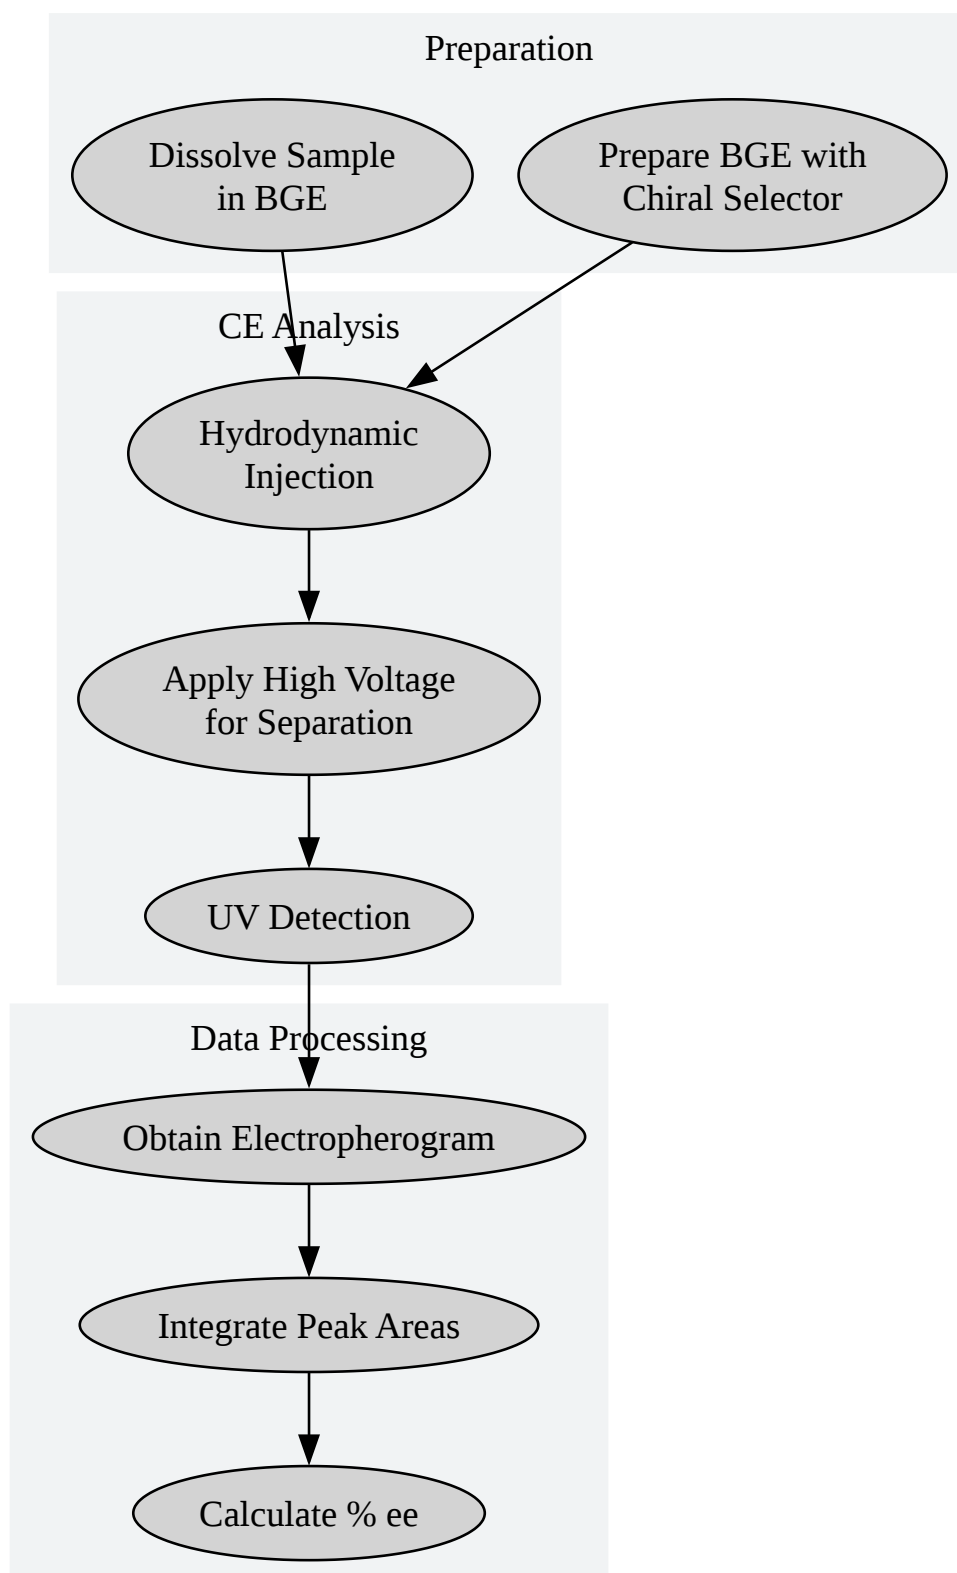 Preparation
Dissolve Sample
in BGE
Prepare BGE with
Chiral Selector
CE Analysis
Hydrodynamic
Injection
Apply High Voltage
for Separation
UV Detection
Data Processing
Obtain Electropherogram
Integrate Peak Areas
Calculate % ee